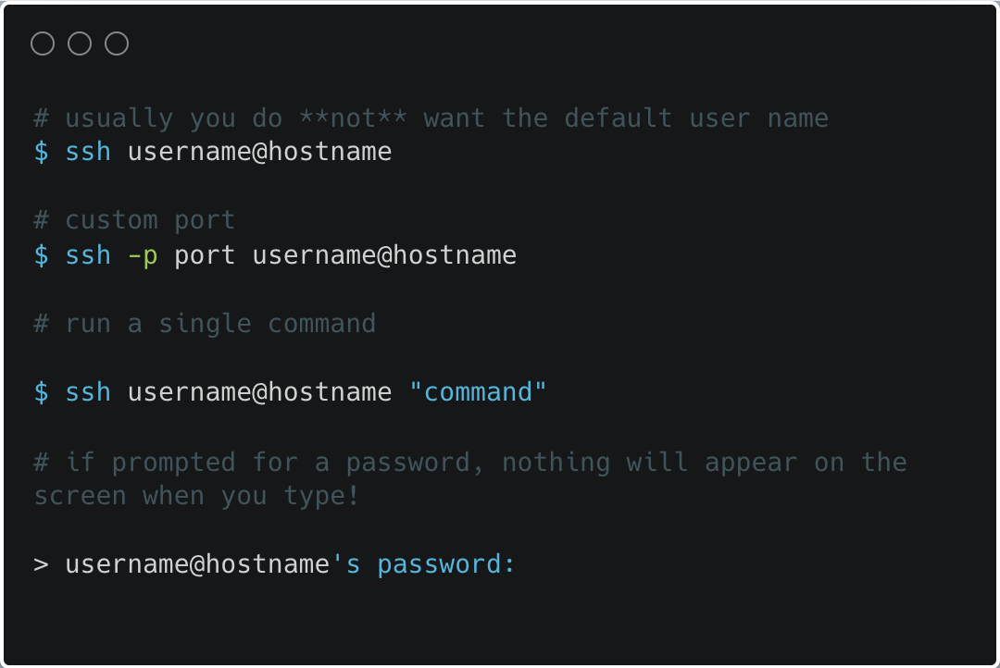 # usually you do **not** want the default user name
$ ssh username@hostname
# custom port
$ ssh -p port username@hostname
# run a single command
$ ssh username@hostname "command"
# if prompted for a password, nothing will appear on the
screen when you type!
> username@hostname's password: